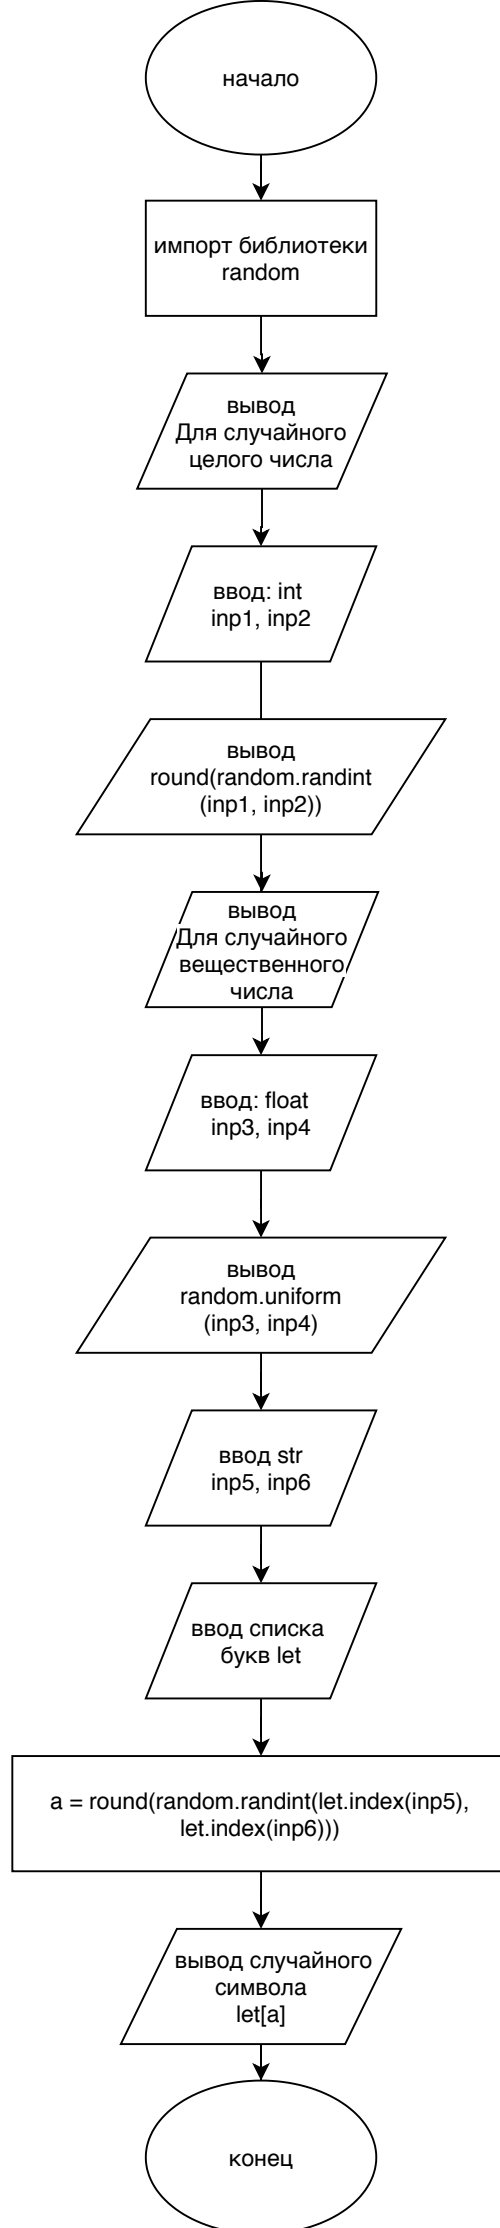 начало
импорт библиотеки
random
вывод
Для случайного
целого числа
ввод: int
inp1, inp2
вывод
round(random.randint
(inp1, inp2))
вывод
Для случайного
вещественного
числа
ввод: float
inp3, inp4
вывод
random.uniform
(inp3, inp4)
ввод str
inp5, inp6
ввод списка
букв let
a = round(random.randint(let.index(inp5),
let.index(inp6)))
вывод случайного
символа
let[a]
конец